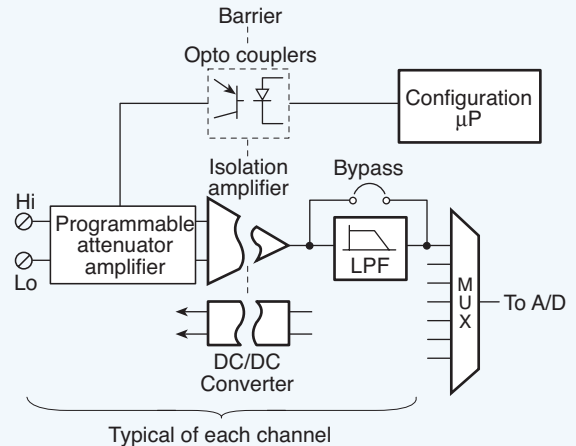 Barrier
Opto couplers
Configuration
µP
Isolation
amplifier
Bypass
Hi
Programmable
attenuator
amplifier
Lo
LPF
M
U
X
To A/D
DC/DC
Converter
Typical of each channel